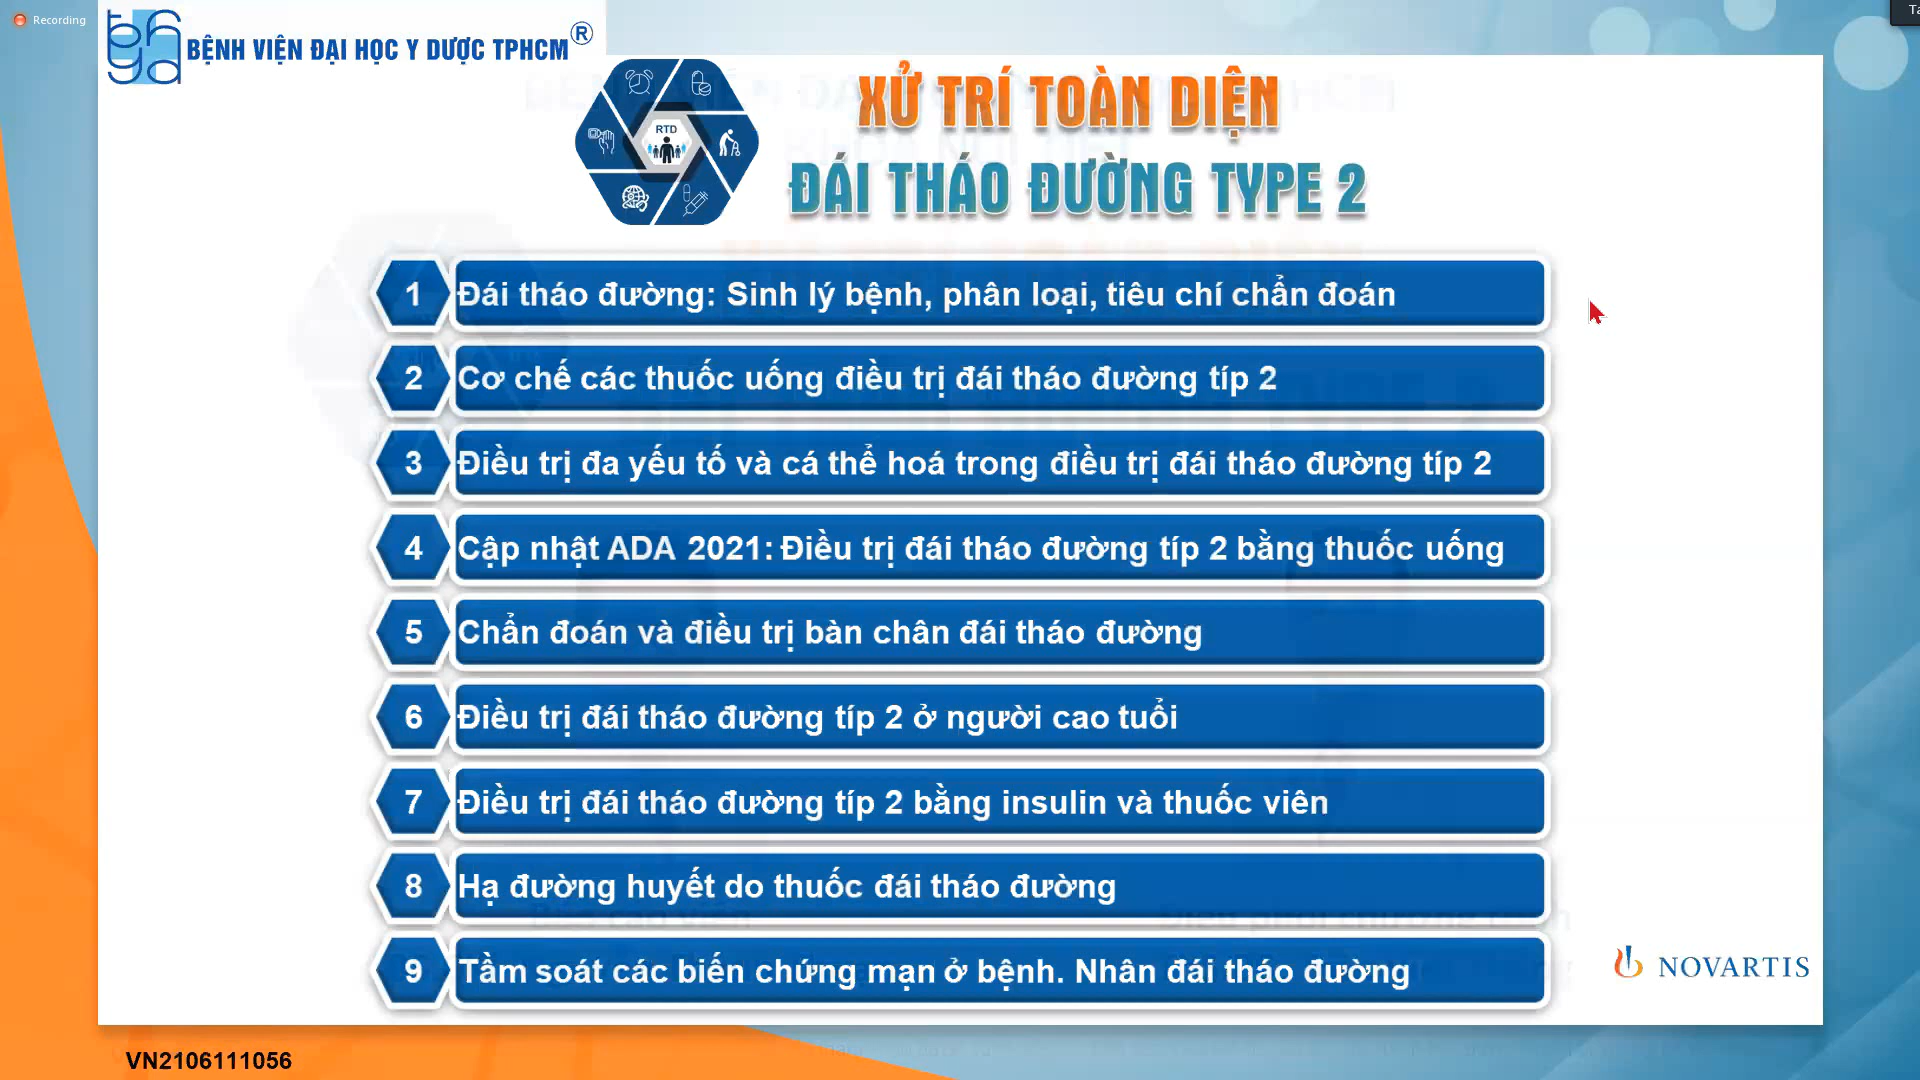 Recording
Ta
BỆNH VIỆN ĐẠI HỌC Y DƯỢC TPHCM ®
RTD
XỬ TRÍ TOÀN DIỆN
ĐÁI THÁO ĐƯỜNG TYPE 2
1 Đái tháo đường: Sinh lý bệnh, phân loại, tiêu chí chẩn đoán
2 Cơ chế các thuốc uống điều trị đái tháo đường típ 2
3 Điều trị đa yếu tố và cá thể hoá trong điều trị đái tháo đường típ 2
4 Cập nhật ADA 2021: Điều trị đái tháo đường típ 2 bằng thuốc uống
5 Chẩn đoán và điều trị bàn chân đái tháo đường
6 Điều trị đái tháo đường típ 2 ở người cao tuổi
7 Điều trị đái tháo đường típ 2 bằng insulin và thuốc viên
8 Hạ đường huyết do thuốc đái tháo đường
9 Tầm soát các biến chứng mạn ở bệnh. Nhân đái tháo đường
NOVARTIS
VN2106111056